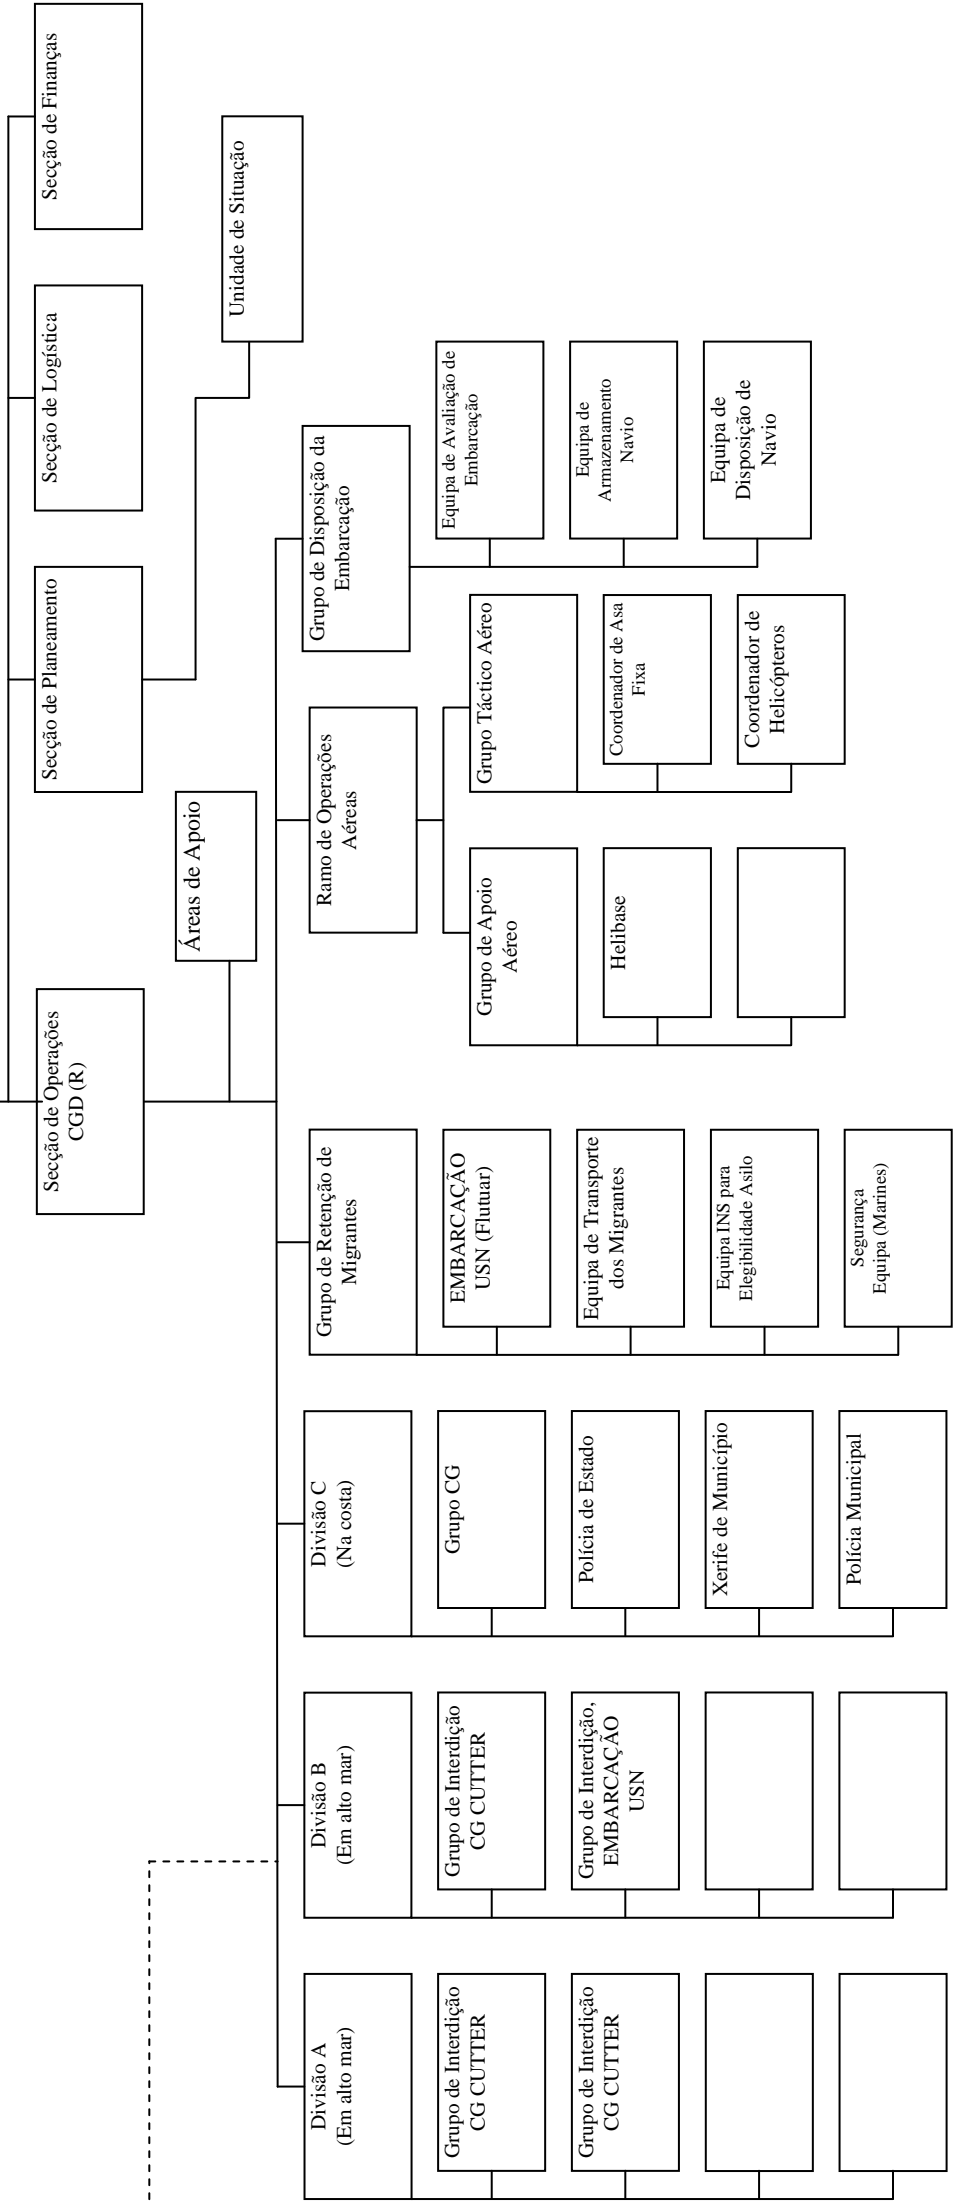 Secção de Operações
CGD (R)
Secção de Planeamento
Secção de Logística
Secção de Finanças
Áreas de Apoio
Unidade de Situação
Divisão A
(Em alto mar)
Grupo de Interdição
CG CUTTER
Grupo de Interdição
CG CUTTER
Divisão B
(Em alto mar)
Grupo de Interdição
CG CUTTER
Grupo de Interdição,
EMBARCAÇÃO
USN
Divisão C
(Na costa)
Grupo CG
Polícia de Estado
Xerife de Município
Polícia Municipal
Grupo de Retenção de
Migrantes
EMBARCAÇÃO
USN (Flutuar)
Equipa de Transporte
dos Migrantes
Equipa INS para
Elegibilidade Asilo
Segurança
Equipa (Marines)
Ramo de Operações
Aéreas
Grupo de Apoio
Aéreo
Helibase
Grupo Táctico Aéreo
Coordenador de Asa
Fixa
Coordenador de
Helicópteros
Grupo de Disposição da
Embarcação
Equipa de Avaliação de
Embarcação
Equipa de
Armazenamento
Navio
Equipa de
Disposição de
Navio